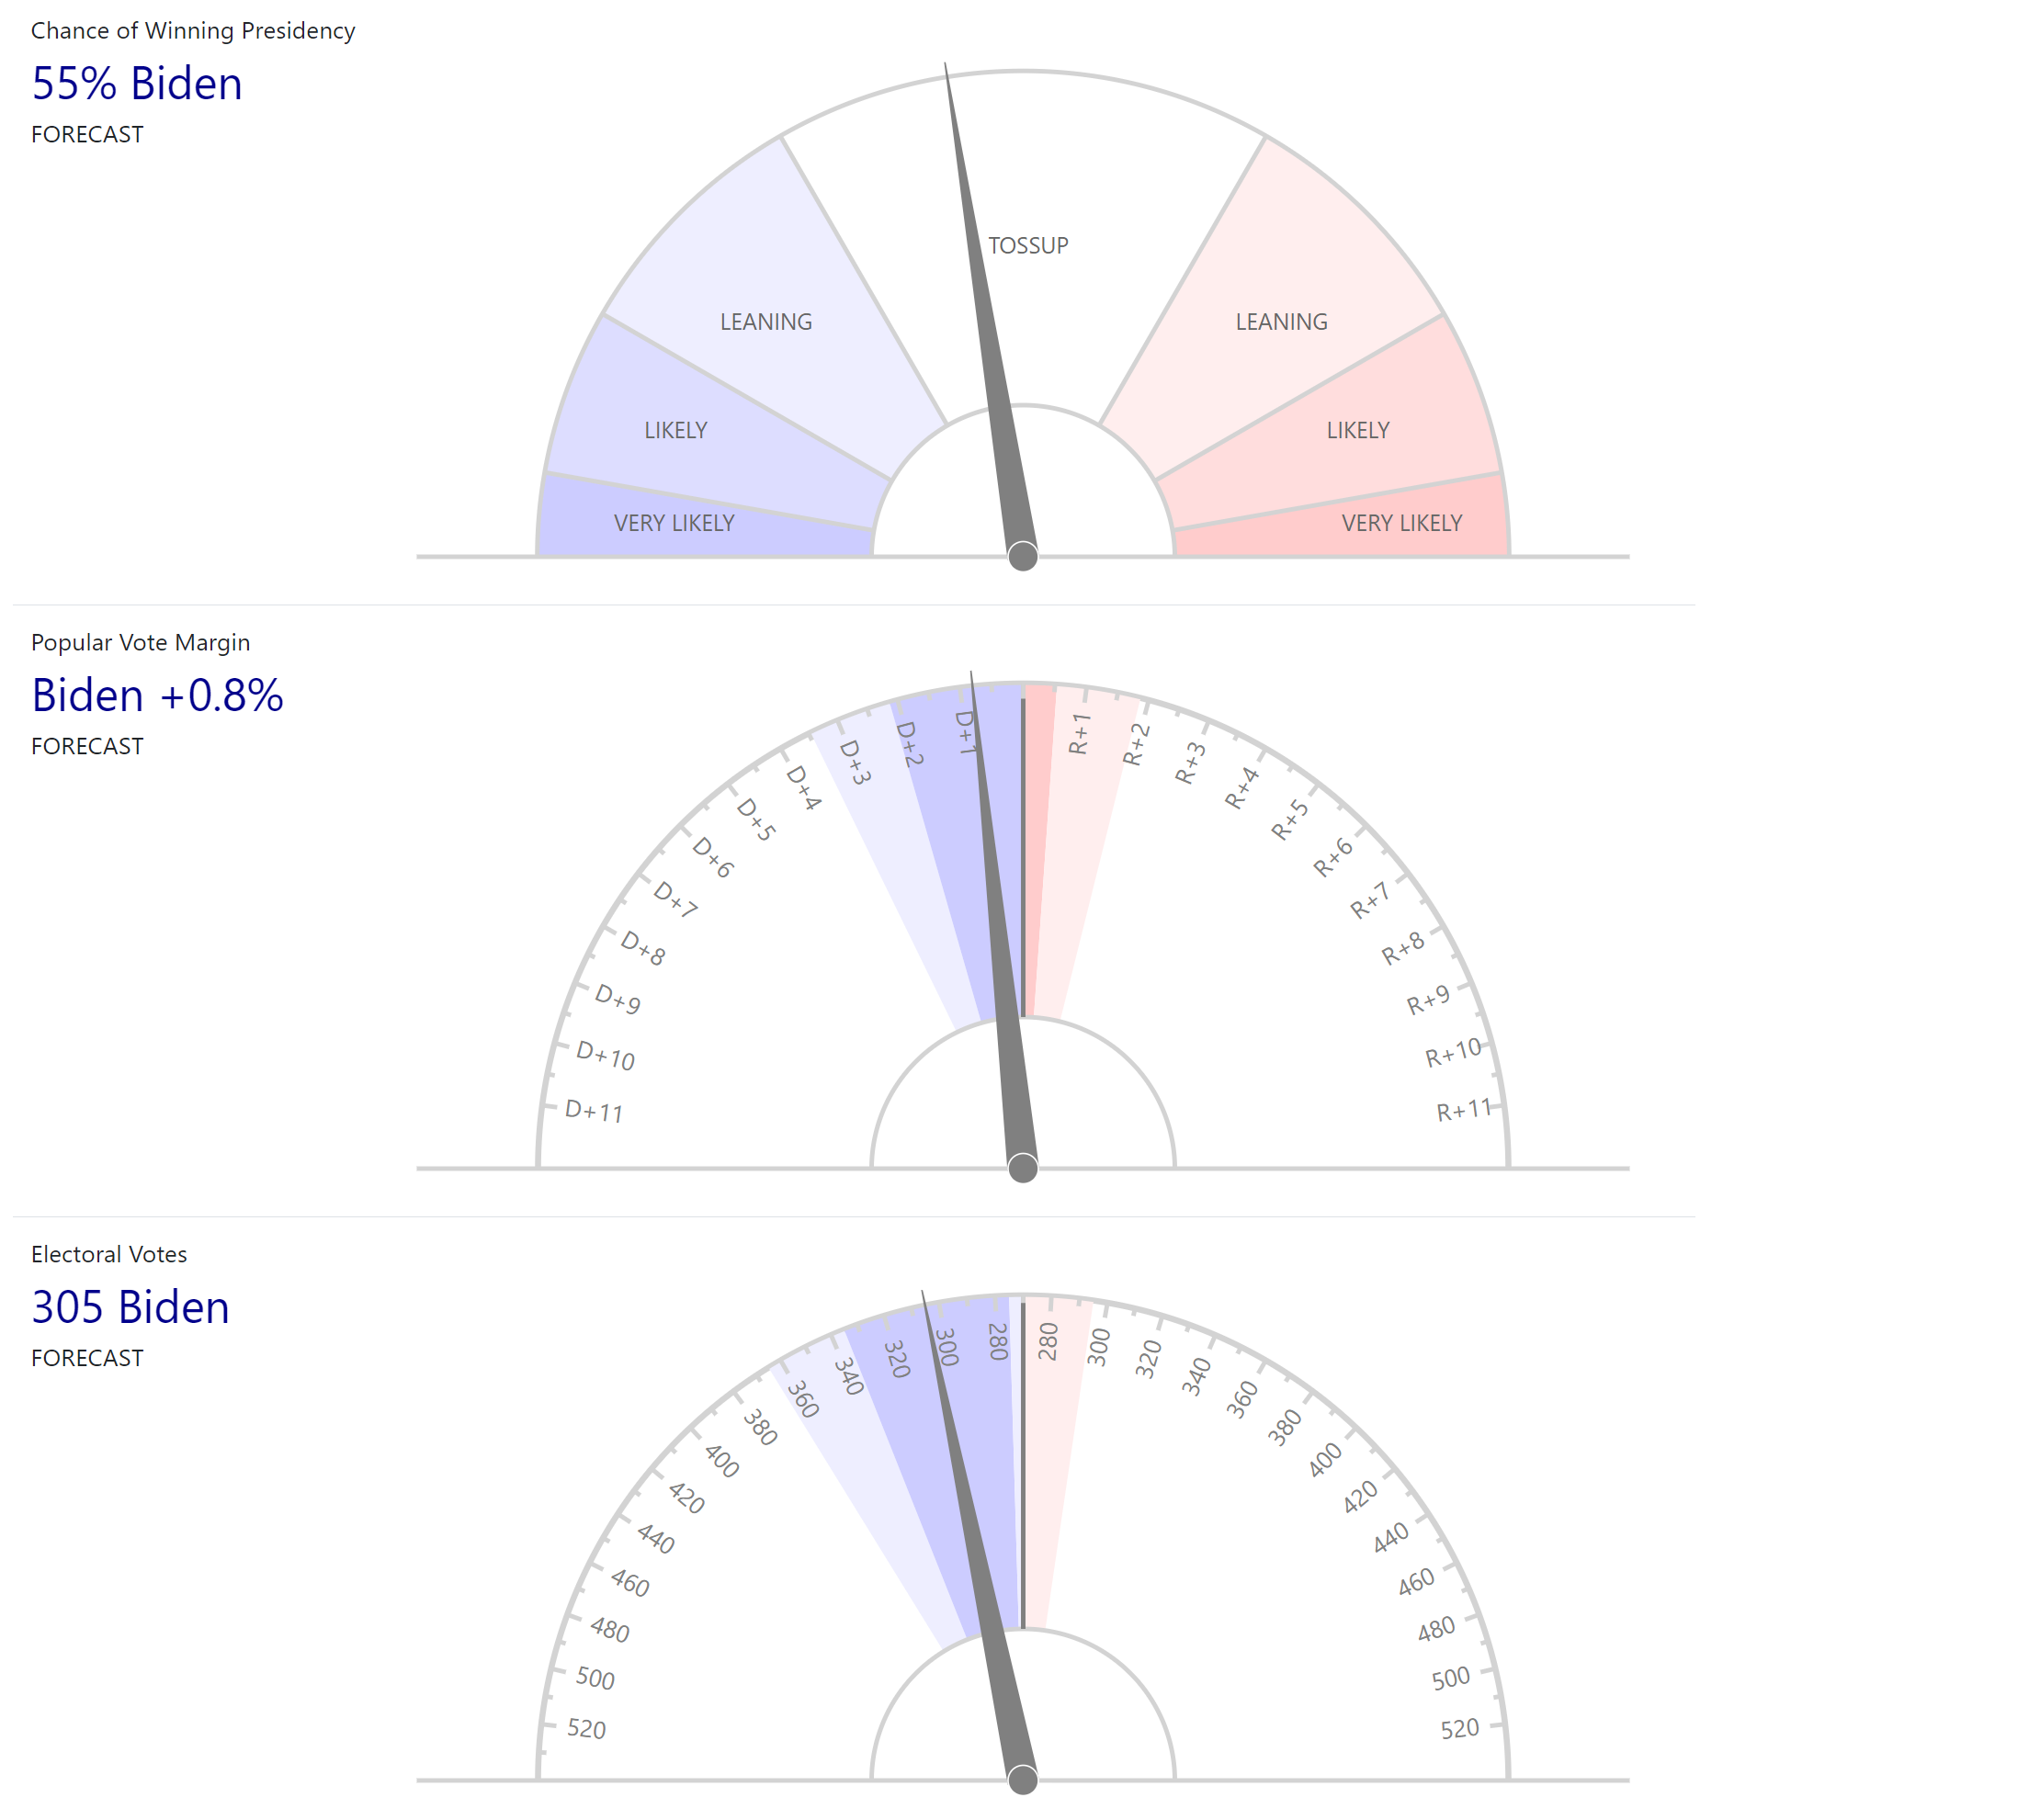 Chance of Winning Presidency
55% Biden
FORECAST
TOSSUP
LEANING
LEANING
LIKELY
LIKELY
VERY LIKELY
VERY LIKELY
Popular Vote Margin
Biden +0.8%
FORECAST
D+11
D+10
D+9
D+8
D+7
D+6
D+5
D+4
D+3
D+2
D+1
R+1
R+2
R+3
R+4
R+5
R+6
R+7
R+8
R+9
R+10
R+11
Electoral Votes
305 Biden
FORECAST
520
500
480
460
440
420
400
380
360
340
320
300
280
280
300
320
340
360
380
400
420
440
460
480
500
520